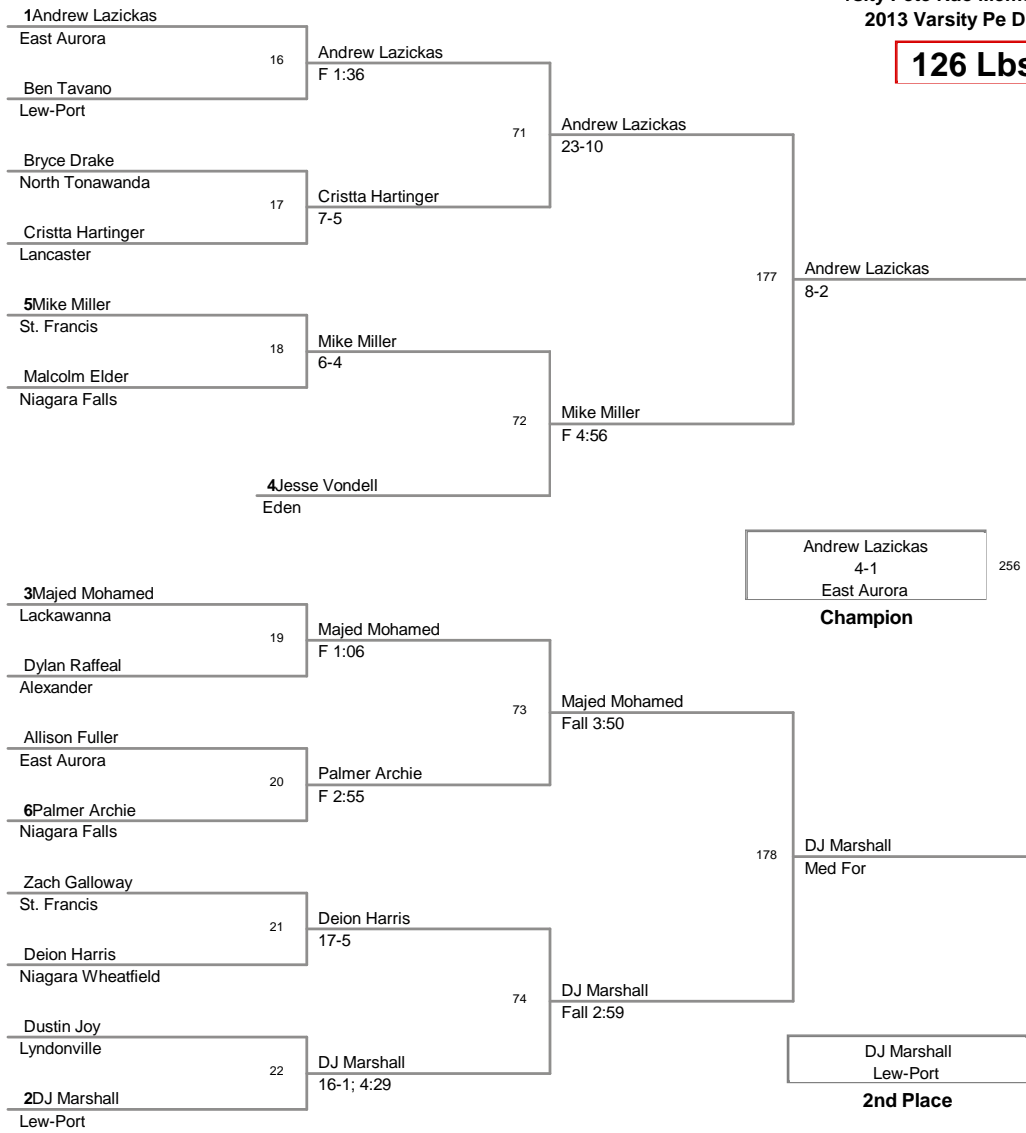 2013 Varsity Pe D
126 Lbs
1Andrew Lazickas
East Aurora
16
Ben Tavano
Lew-Port
Andrew Lazickas
F 1:36
71
Bryce Drake
North Tonawanda
17
Cristta Hartinger
Lancaster
Cristta Hartinger
7-5
Andrew Lazickas
23-10
177
5Mike Miller
St. Francis
18
Malcolm Elder
Niagara Falls
Mike Miller
6-4
72
4Jesse Vondell
Eden
Mike Miller
F 4:56
Andrew Lazickas
8-2
Andrew Lazickas
4-1
East Aurora
256
Champion
3Majed Mohamed
Lackawanna
19
Dylan Raffeal
Alexander
Majed Mohamed
F 1:06
73
Allison Fuller
East Aurora
20
6Palmer Archie
Niagara Falls
Palmer Archie
F 2:55
Majed Mohamed
Fall 3:50
178
Zach Galloway
St. Francis
21
Deion Harris
Niagara Wheatfield
Deion Harris
17-5
74
Dustin Joy
Lyndonville
22
2DJ Marshall
Lew-Port
DJ Marshall
16-1; 4:29
DJ Marshall
Fall 2:59
DJ Marshall
Med For
DJ Marshall
Lew-Port
2nd Place